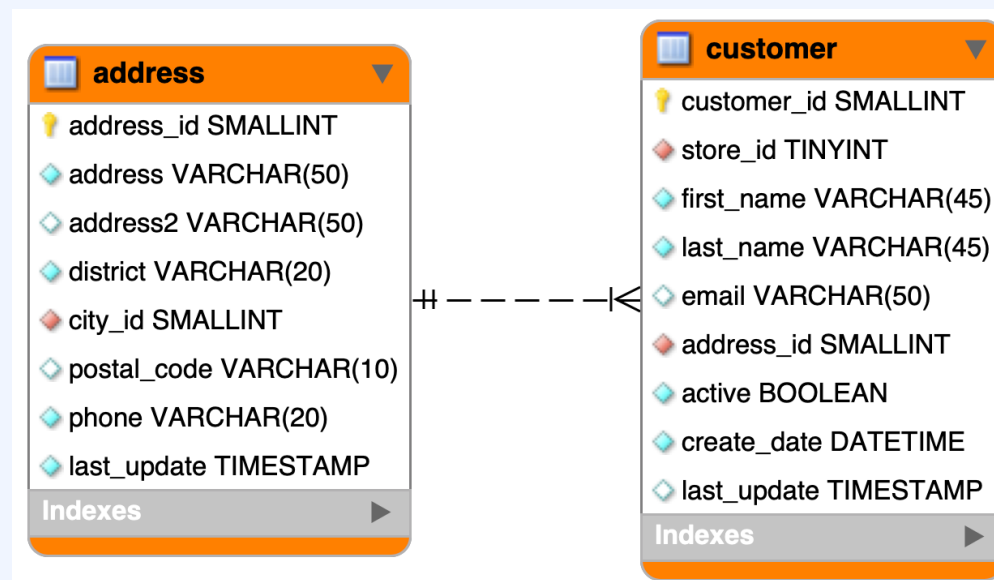 address
address_id SMALLINT
address VARCHAR(50)
address2 VARCHAR(50)
district VARCHAR(20)
city_id SMALLINT
postal_code VARCHAR(10)
phone VARCHAR(20)
last_update TIMESTAMP
Indexes
customer
customer_id SMALLINT
store_id TINYINT
first_name VARCHAR(45)
last_name VARCHAR(45)
email VARCHAR(50)
address_id SMALLINT
active BOOLEAN
create_date DATETIME
last_update TIMESTAMP
Indexes